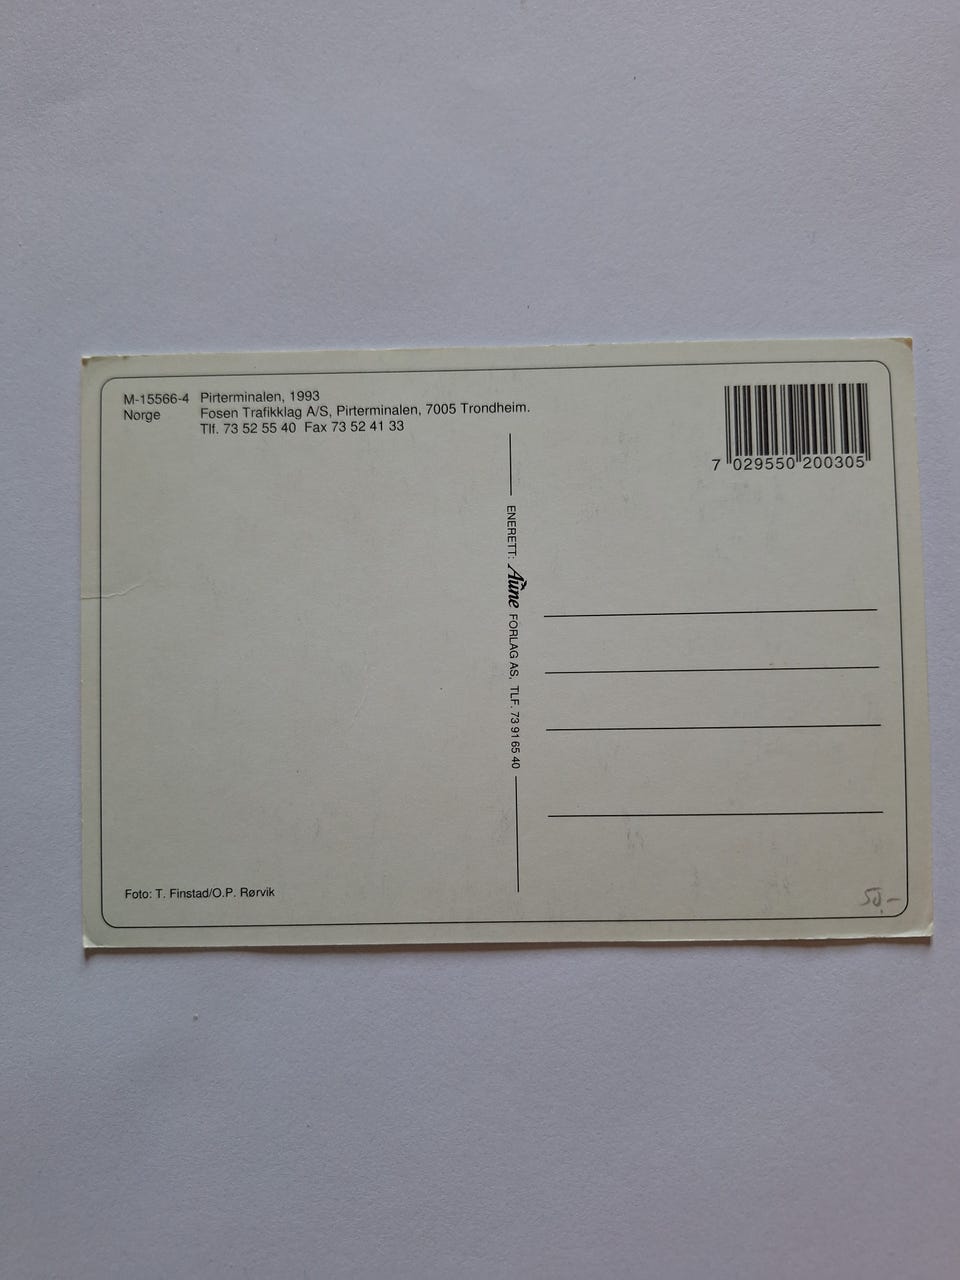 M-15566-4 Pirterminalen, 1993
Norge Fosen Trafikklag A/S, Pirterminalen, 7005 Trondheim.
Tlf. 73 52 55 40 Fax 73 52 41 33
7 029550 200305
ENERETT: Aune FORLAG AS, TLF. 73 91 65 40
Foto: T. Finstad/O.P. Rørvik
50,-